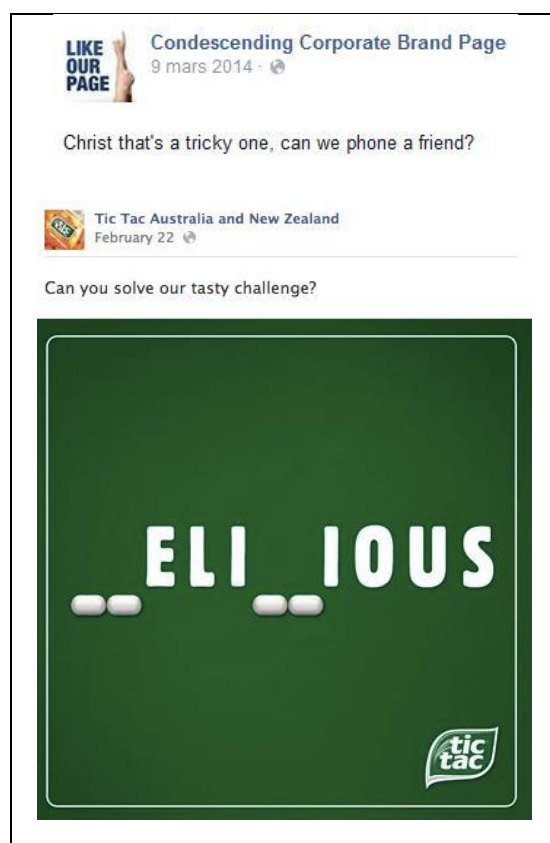 LIKE
OUR
PAGE
Condescending Corporate Brand Page
9 mars 2014 ·
Christ that's a tricky one, can we phone a friend?
Tic Tac Australia and New Zealand
February 22
Can you solve our tasty challenge?
__ELI__IOUS
tic
tac